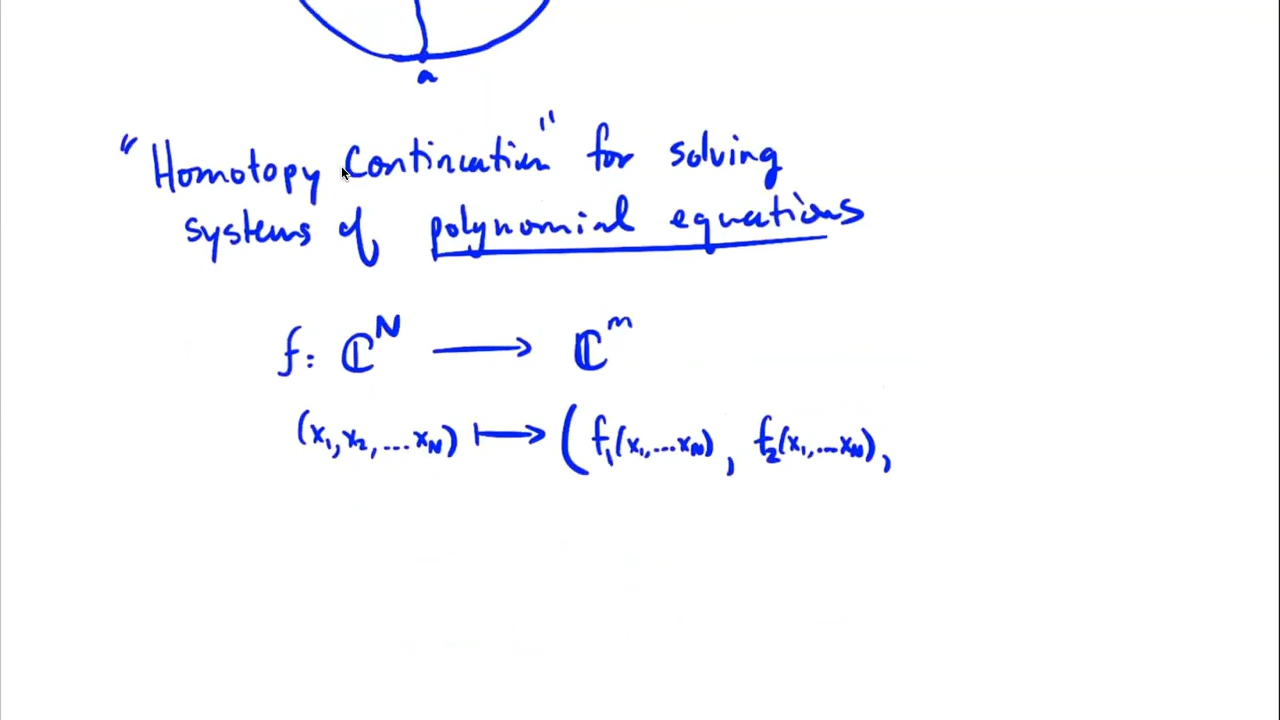 a
"Homotopy Continuation" for solving
systems of polynomial equations
f: ℂ^N ⟶ ℂ^m
(x₁, x₂, ... x_N) ⟼ (f₁(x₁, ... x_N), f₂(x₁, ... x_N),